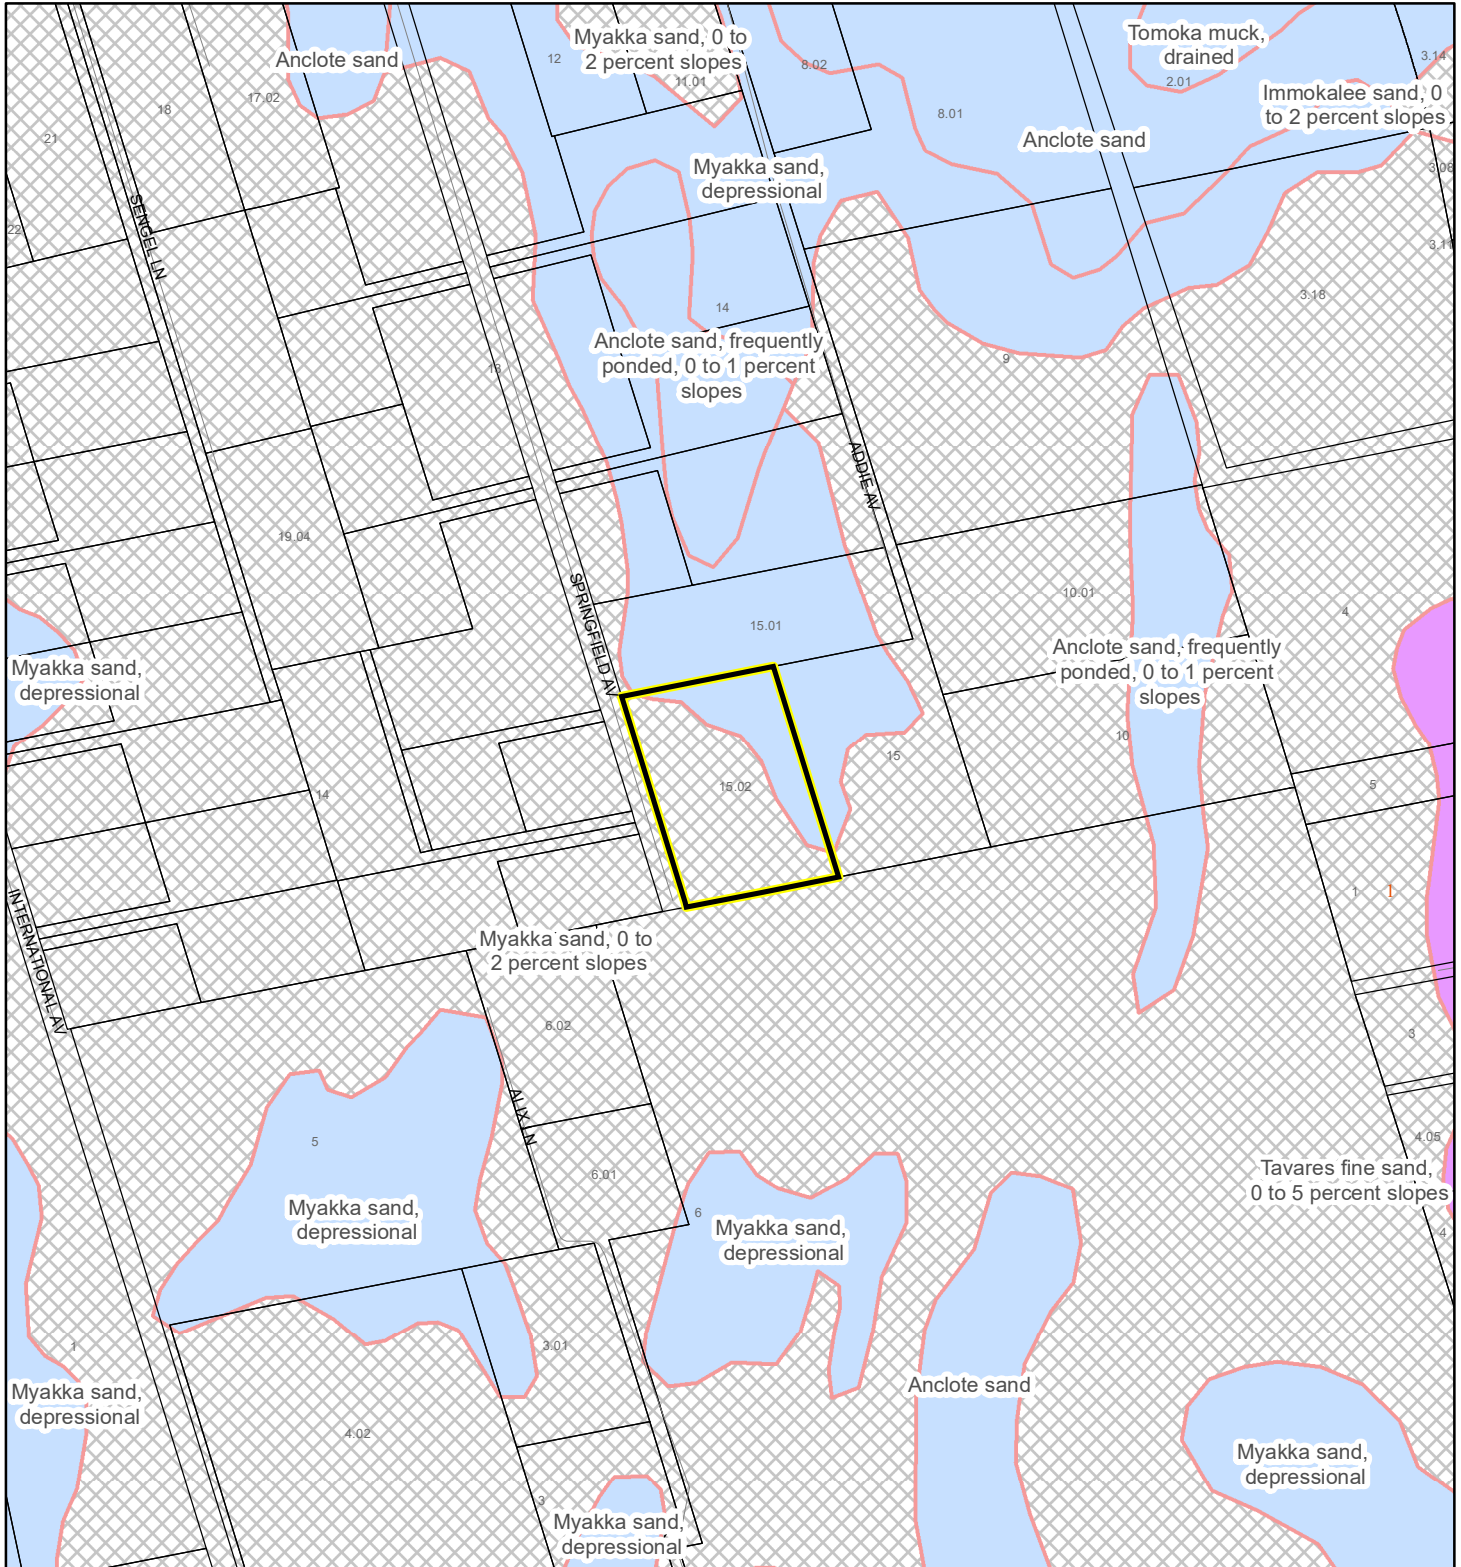 Myakka sand, 0 to
2 percent slopes
11.01
Tomoka muck,
drained
2.01
3.14
Anclote sand
12
8.02
17.02
18
21
Immokalee sand, 0
to 2 percent slopes
8.01
Anclote sand
Myakka sand,
depressional
3.08
22
SENGEL LN
3.11
3.18
14
Anclote sand, frequently
ponded, 0 to 1 percent
slopes
9
13
ADDIE AV
19.04
SPRINGFIELD AV
10.01
4
15.01
Anclote sand, frequently
ponded, 0 to 1 percent
slopes
Myakka sand,
depressional
10
15
15.02
5
14
1
1
INTERNATIONAL AV
Myakka sand, 0 to
2 percent slopes
6.02
3
ALIX LN
5
4.05
6.01
Tavares fine sand,
0 to 5 percent slopes
Myakka sand,
depressional
6
Myakka sand,
depressional
4
1
3.01
Anclote sand
Myakka sand,
depressional
4.02
Myakka sand,
depressional
3
Myakka sand,
depressional